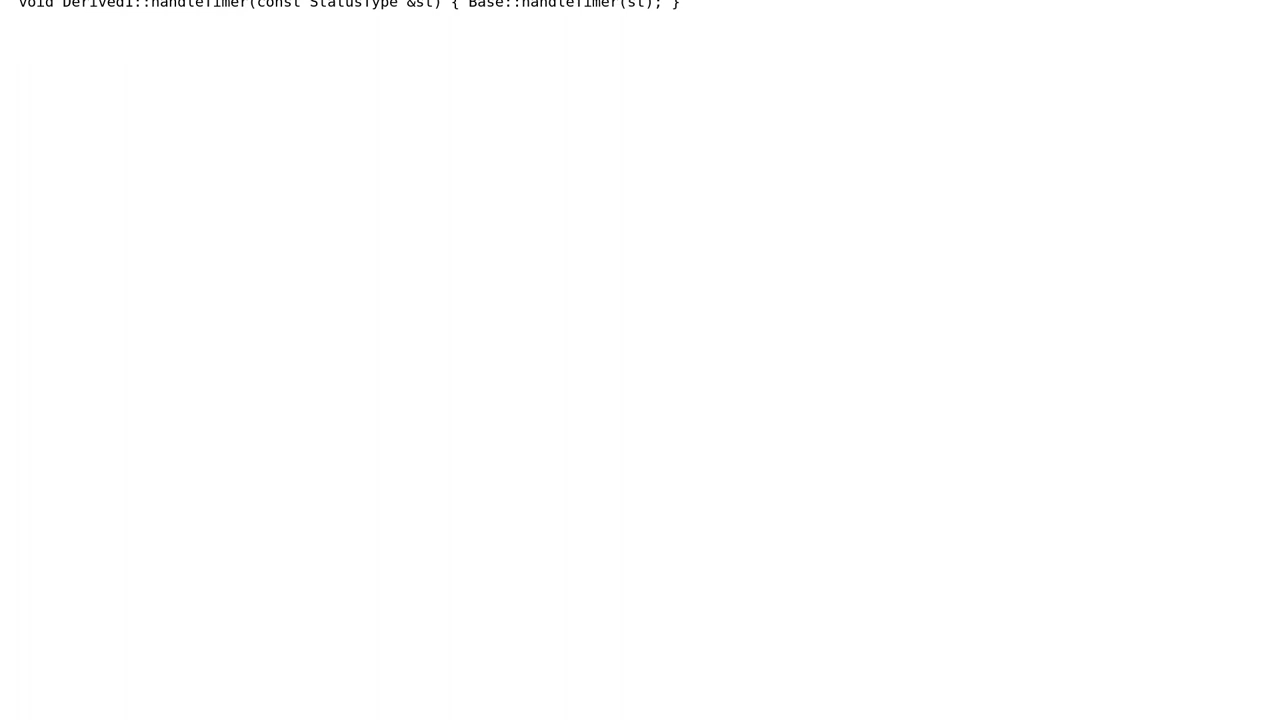 void Derived1::handleTimer(const StatusType &st) { Base::handleTimer(st); }